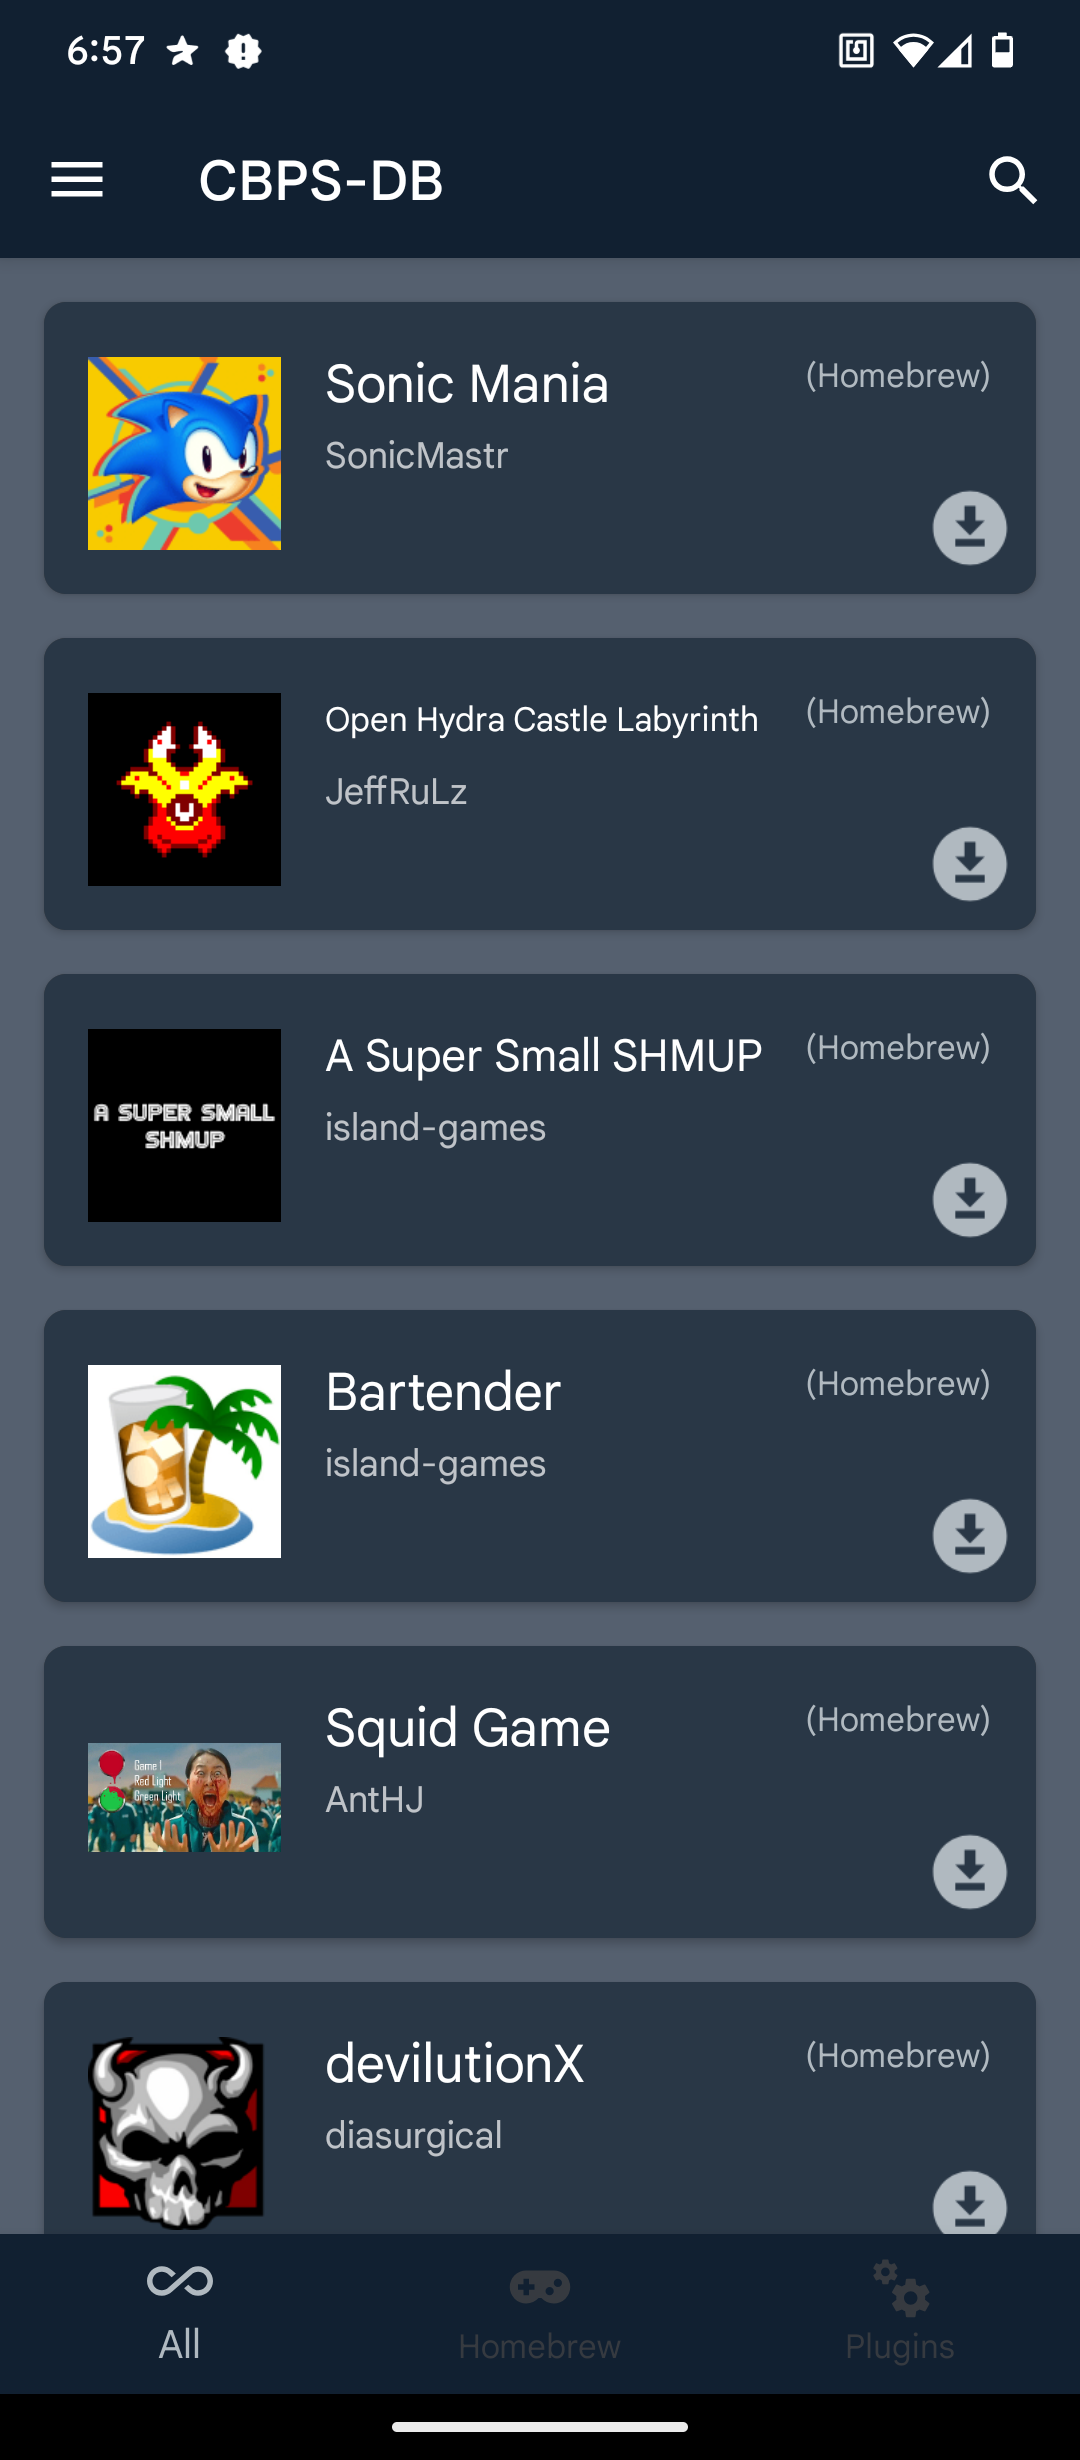 6:57
CBPS-DB
Sonic Mania
(Homebrew)
SonicMastr
Open Hydra Castle Labyrinth
(Homebrew)
JeffRuLz
A SUPER SMALL
SHMUP
A Super Small SHMUP
(Homebrew)
island-games
Bartender
(Homebrew)
island-games
Game 1
Red Light
Green Light
Squid Game
(Homebrew)
AntHJ
devilutionX
(Homebrew)
diasurgical
All
Homebrew
Plugins